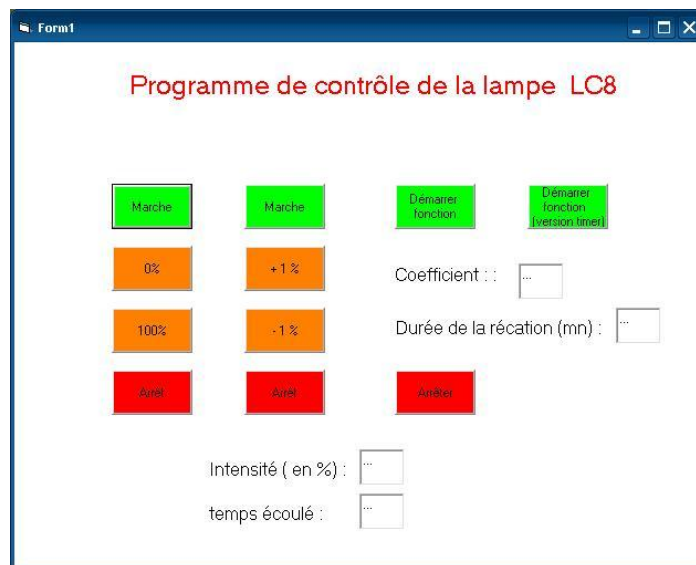 Form1
Programme de contrôle de la lampe LC8
Marche
Marche
Démarrer
fonction
Démarrer
fonction
(version timer)
0%
+ 1 %
Coefficient : :
...
100%
- 1 %
Durée de la récation (mn) :
...
Arrêt
Arrêt
Arrêter
Intensité ( en %) :
...
temps écoulé :
...